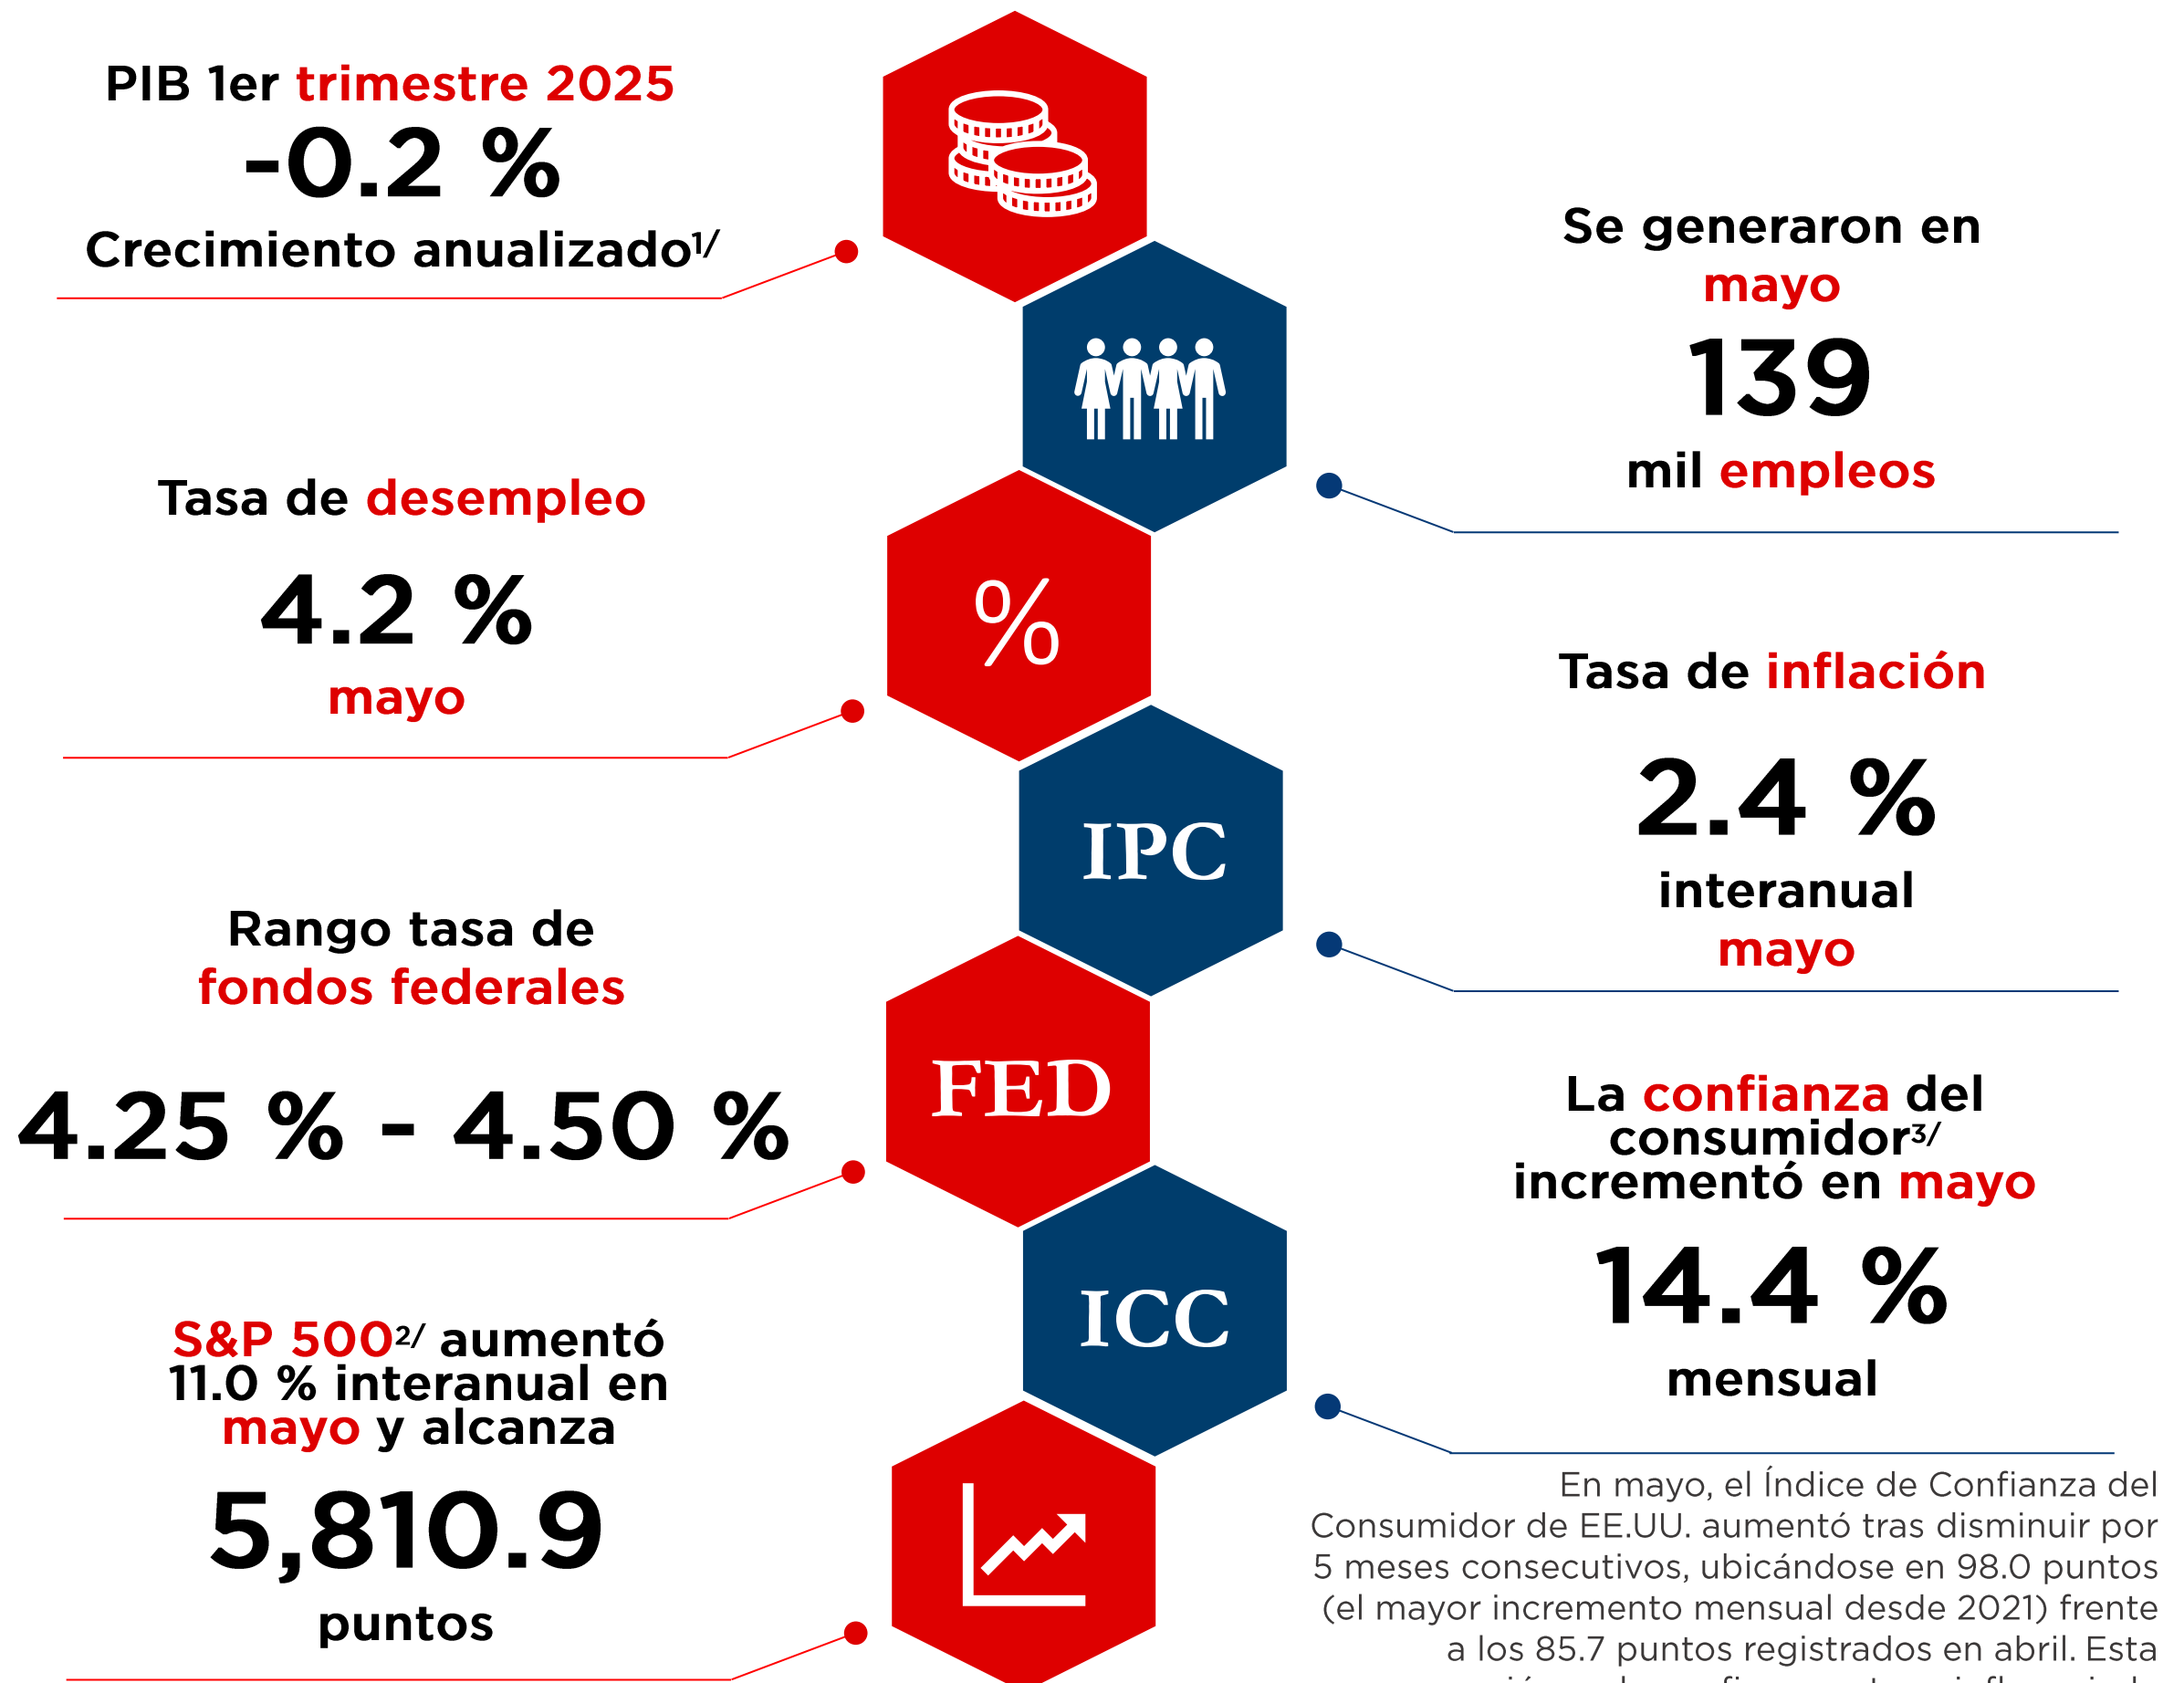 PIB 1er trimestre 2025
-0.2 %
Crecimiento anualizado1/
Se generaron en
mayo
139
mil empleos
Tasa de desempleo
4.2 %
mayo
%
Tasa de inflación
2.4 %
interanual
mayo
IPC
Rango tasa de
fondos federales
4.25 % - 4.50 %
FED
La confianza del
consumidor3/
incrementó en mayo
14.4 %
mensual
ICC
S&P 5002/ aumentó
11.0 % interanual en
mayo y alcanza
5,810.9
puntos
En mayo, el Índice de Confianza del
Consumidor de EE.UU. aumentó tras disminuir por
5 meses consecutivos, ubicándose en 98.0 puntos
(el mayor incremento mensual desde 2021) frente
a los 85.7 puntos registrados en abril. Esta